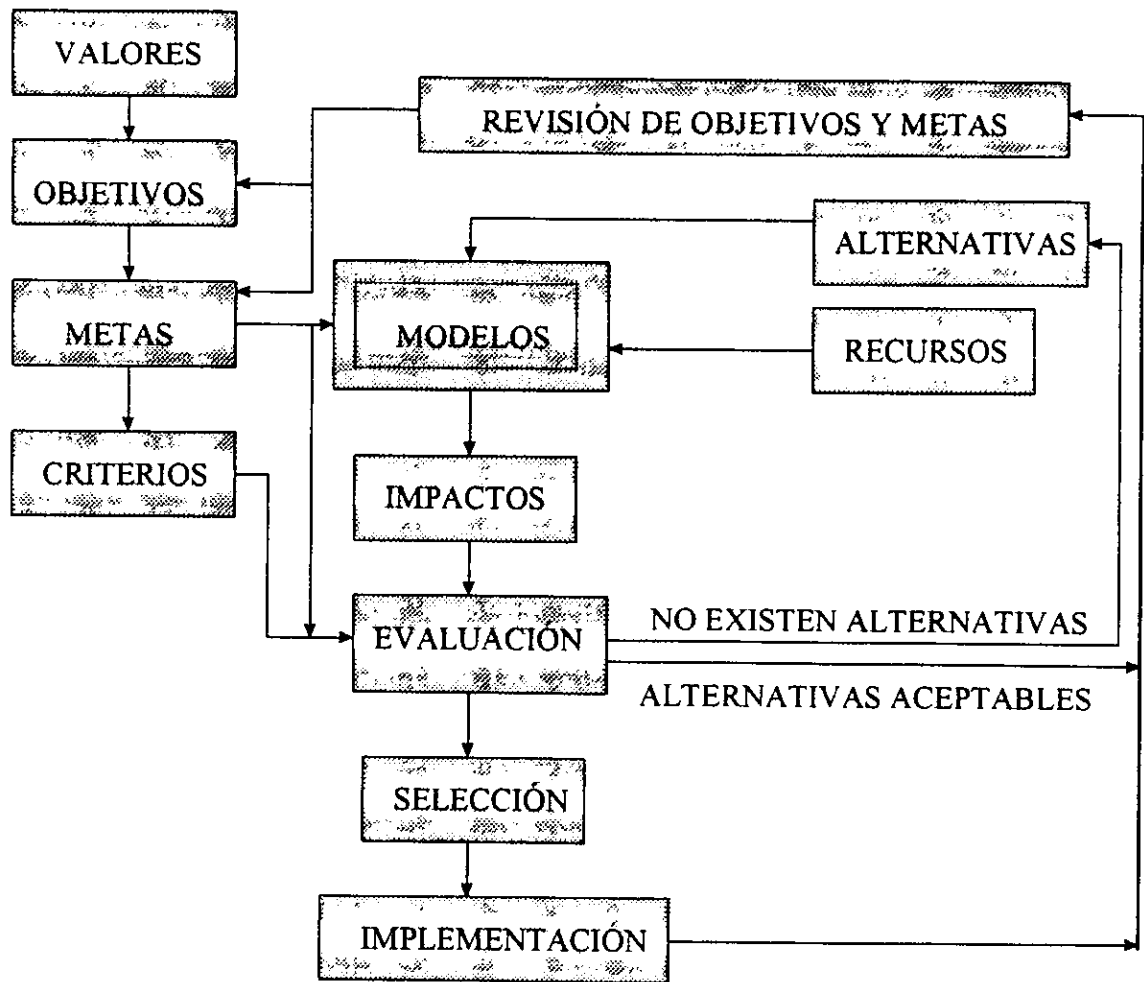 VALORES
REVISIÓN DE OBJETIVOS Y METAS
OBJETIVOS
ALTERNATIVAS
METAS
MODELOS
RECURSOS
CRITERIOS
IMPACTOS
EVALUACIÓN
NO EXISTEN ALTERNATIVAS
ALTERNATIVAS ACEPTABLES
SELECCIÓN
IMPLEMENTACIÓN